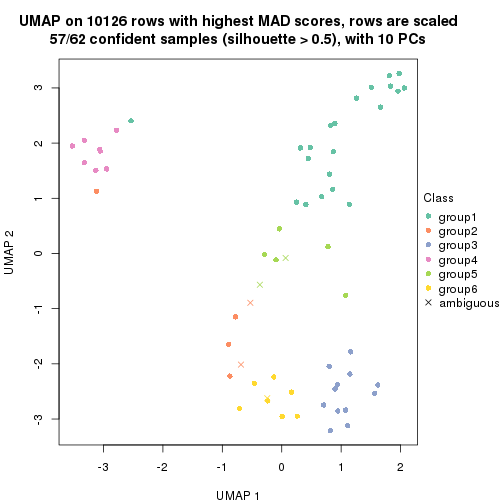 UMAP on 10126 rows with highest MAD scores, rows are scaled
57/62 confident samples (silhouette > 0.5), with 10 PCs
3
2
1
0
-1
-2
-3
UMAP 2
-3
-2
-1
0
1
2
UMAP 1
Class
group1
group2
group3
group4
group5
group6
ambiguous